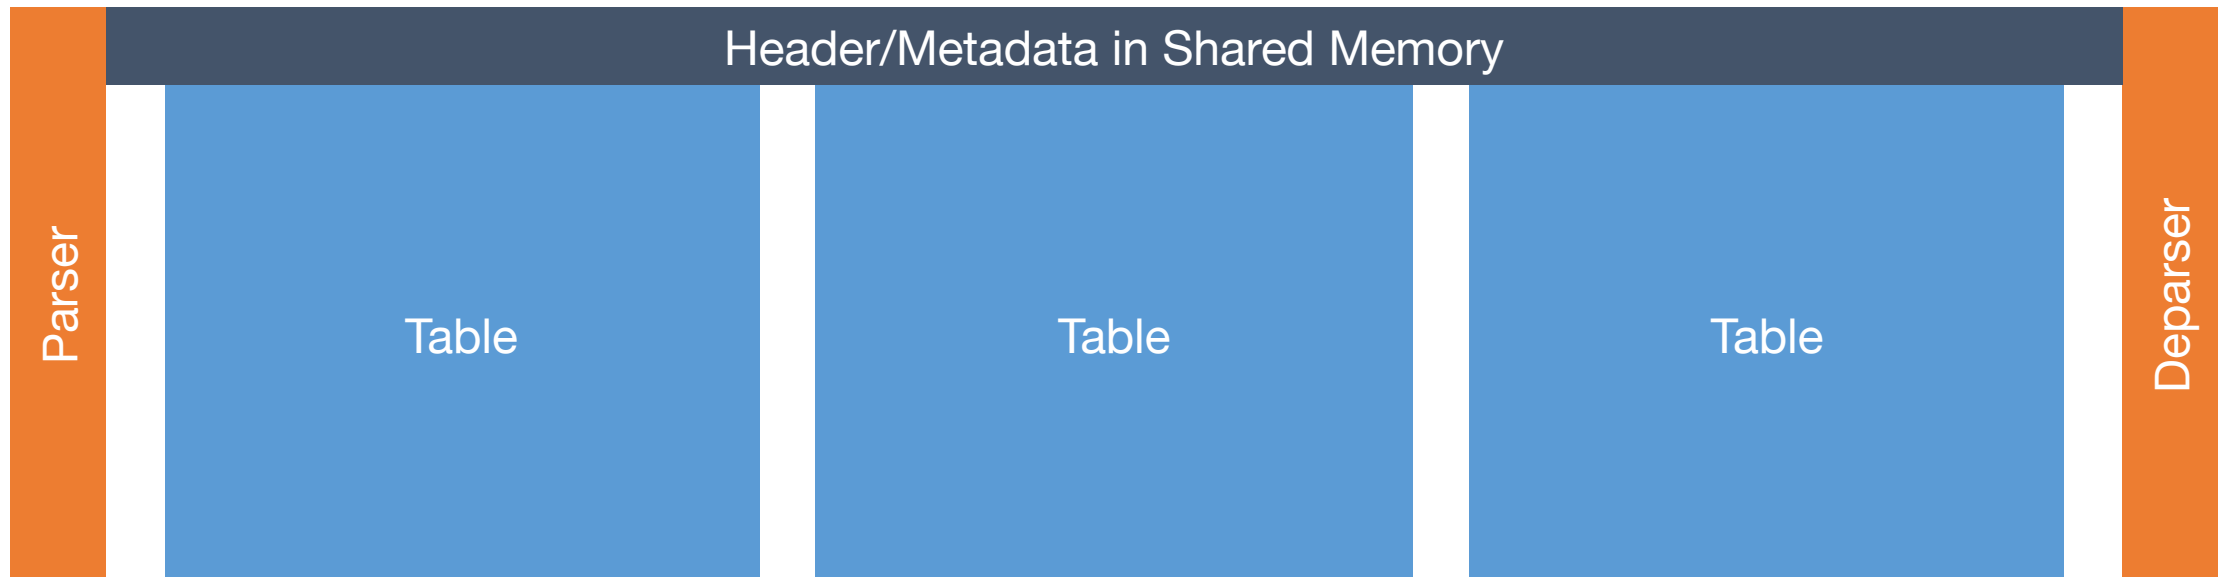 Header/Metadata in Shared Memory
Parser
Table
Table
Table
Deparser